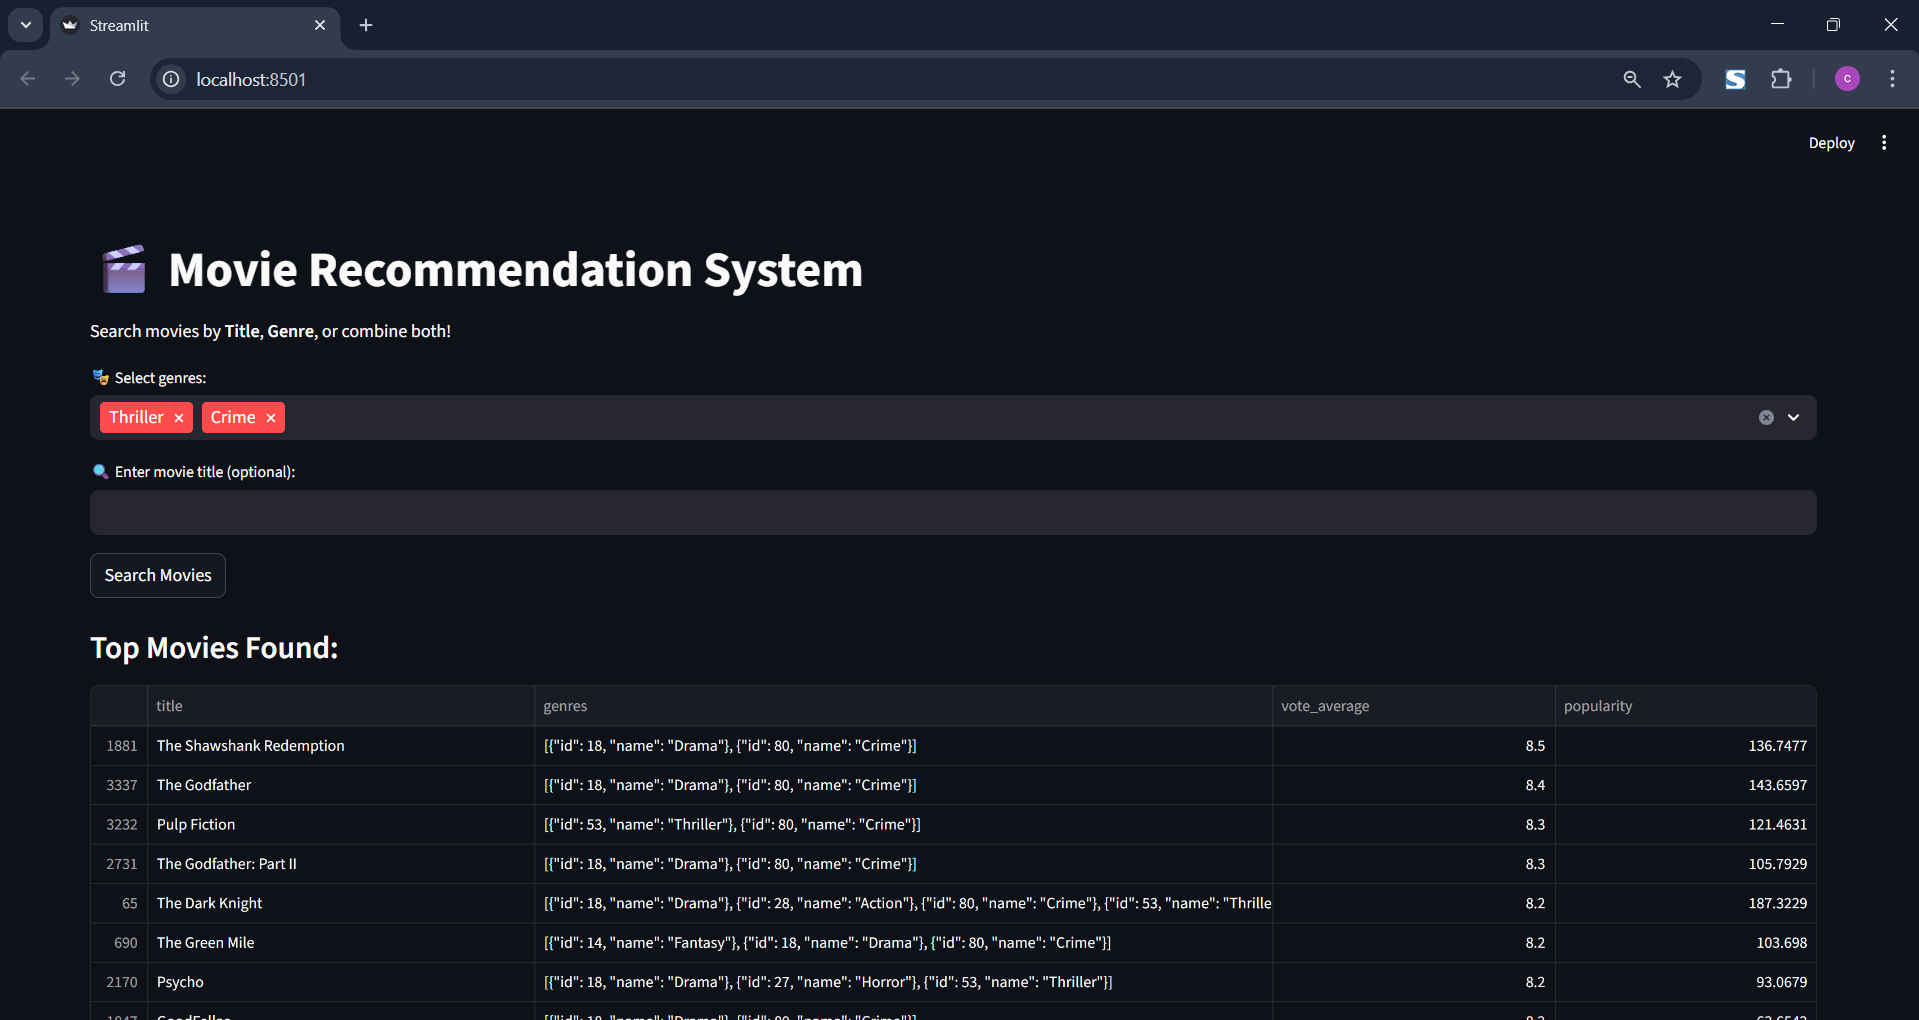 Streamlit
localhost:8501
C
Deploy
Movie Recommendation System
Search movies by Title, Genre, or combine both!
Select genres:
Thriller Crime
Enter movie title (optional):
Search Movies
Top Movies Found:
title genres vote_average popularity
1881 The Shawshank Redemption [{"id": 18, "name": "Drama"}, {"id": 80, "name": "Crime"}] 8.5 136.7477
3337 The Godfather [{"id": 18, "name": "Drama"}, {"id": 80, "name": "Crime"}] 8.4 143.6597
3232 Pulp Fiction [{"id": 53, "name": "Thriller"}, {"id": 80, "name": "Crime"}] 8.3 121.4631
2731 The Godfather: Part II [{"id": 18, "name": "Drama"}, {"id": 80, "name": "Crime"}] 8.3 105.7929
65 The Dark Knight [{"id": 18, "name": "Drama"}, {"id": 28, "name": "Action"}, {"id": 80, "name": "Crime"}, {"id": 53, "name": "Thrille 8.2 187.3229
690 The Green Mile [{"id": 14, "name": "Fantasy"}, {"id": 18, "name": "Drama"}, {"id": 80, "name": "Crime"}] 8.2 103.698
2170 Psycho [{"id": 18, "name": "Drama"}, {"id": 27, "name": "Horror"}, {"id": 53, "name": "Thriller"}] 8.2 93.0679